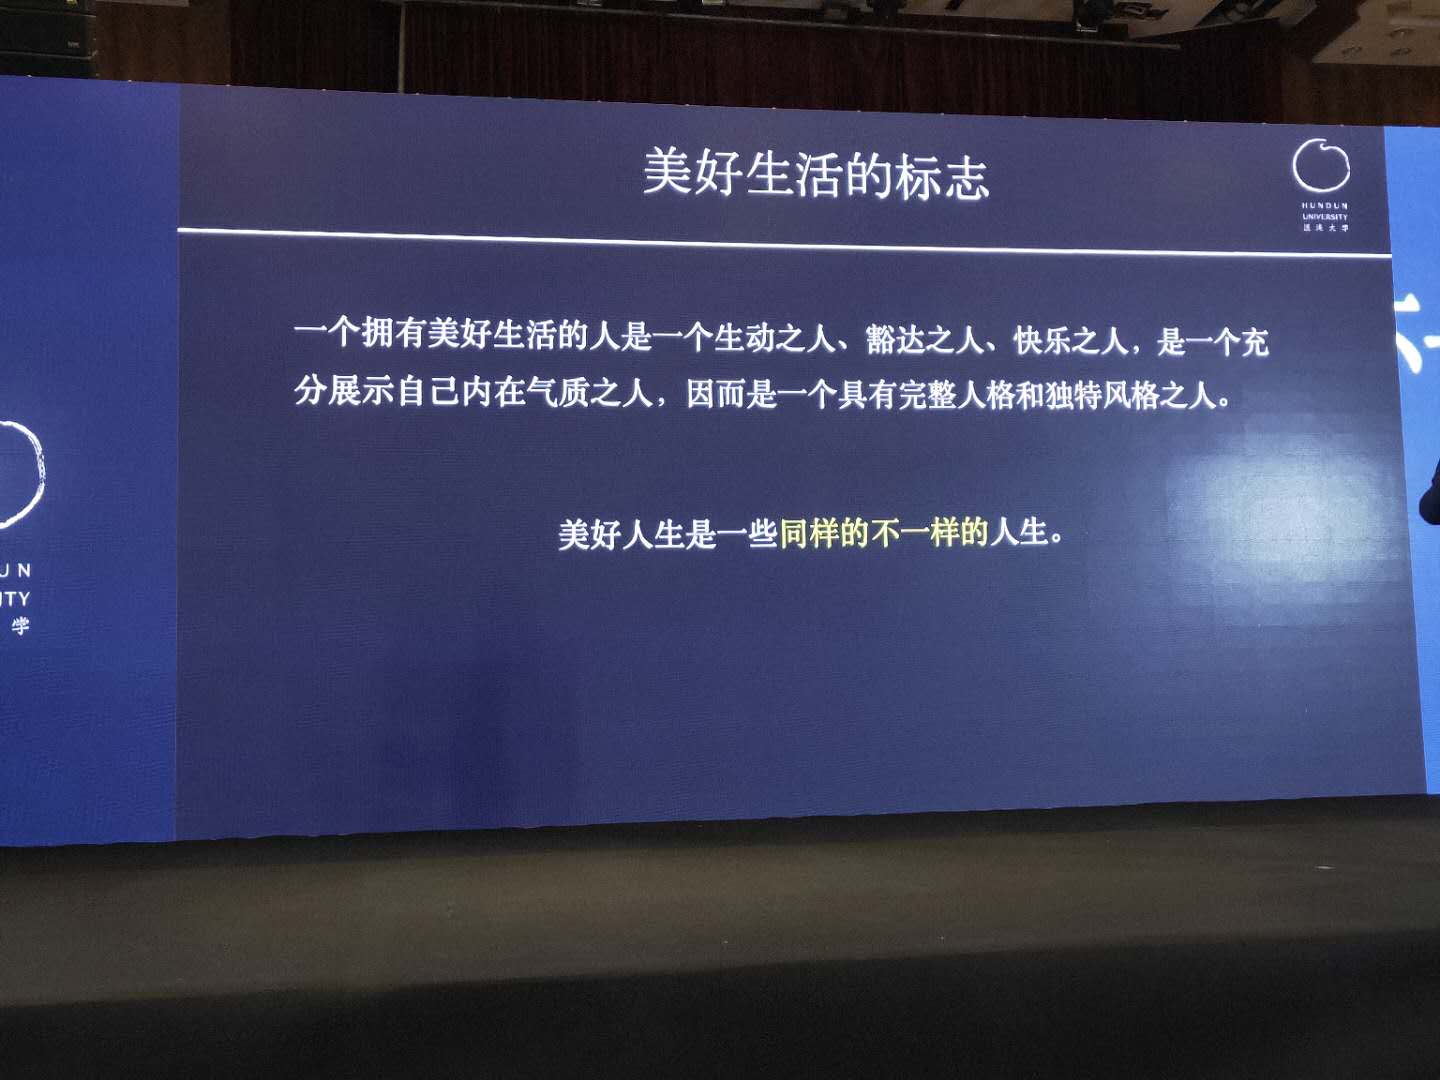 美好生活的标志
HUNDUN
UNIVERSITY
混沌大学
一个拥有美好生活的人是一个生动之人、豁达之人、快乐之人，是一个充
分展示自己内在气质之人，因而是一个具有完整人格和独特风格之人。
美好人生是一些同样的不一样的人生。
UN
ITY
学